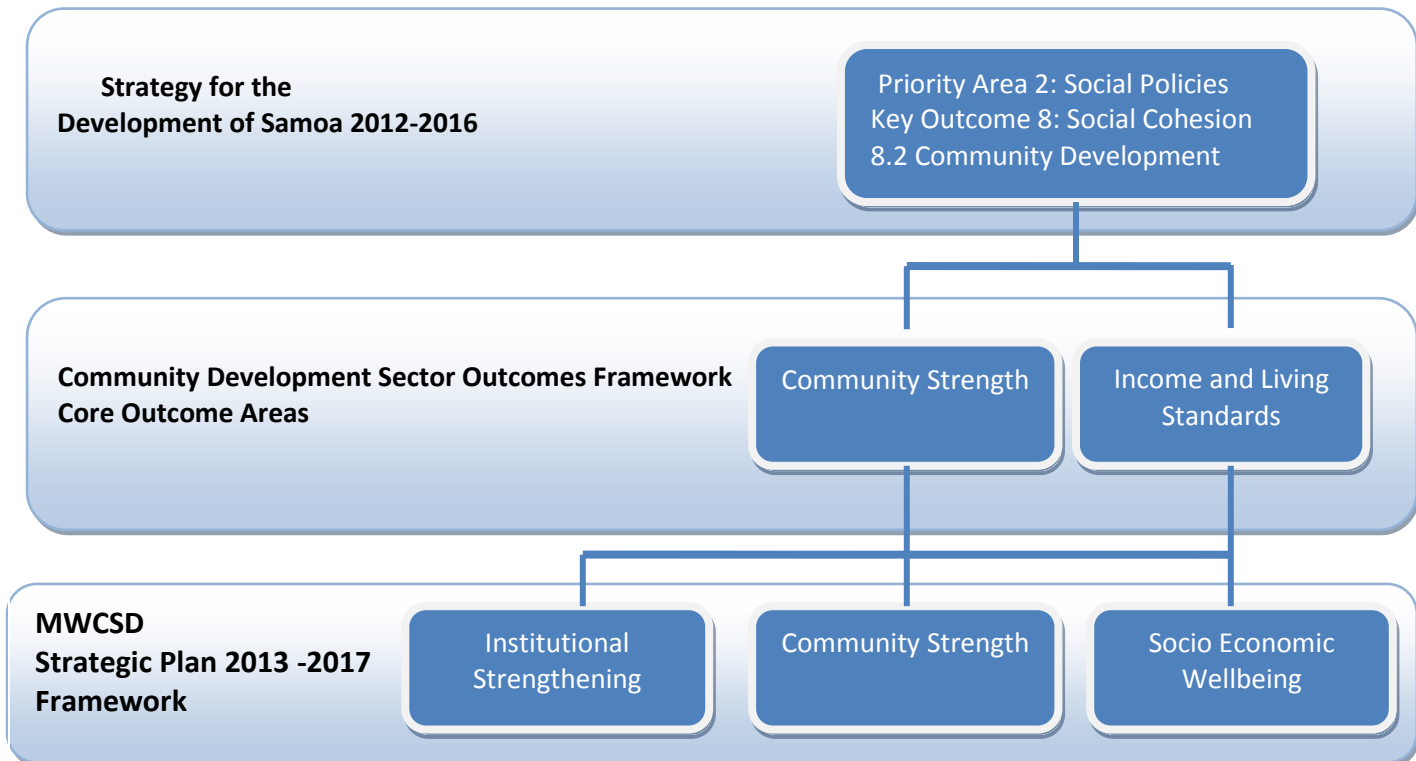 Strategy for the
Development of Samoa 2012-2016
Priority Area 2: Social Policies
Key Outcome 8: Social Cohesion
8.2 Community Development
Community Development Sector Outcomes Framework
Core Outcome Areas
Community Strength
Income and Living
Standards
MWCSD
Strategic Plan 2013 -2017
Framework
Institutional
Strengthening
Community Strength
Socio Economic
Wellbeing